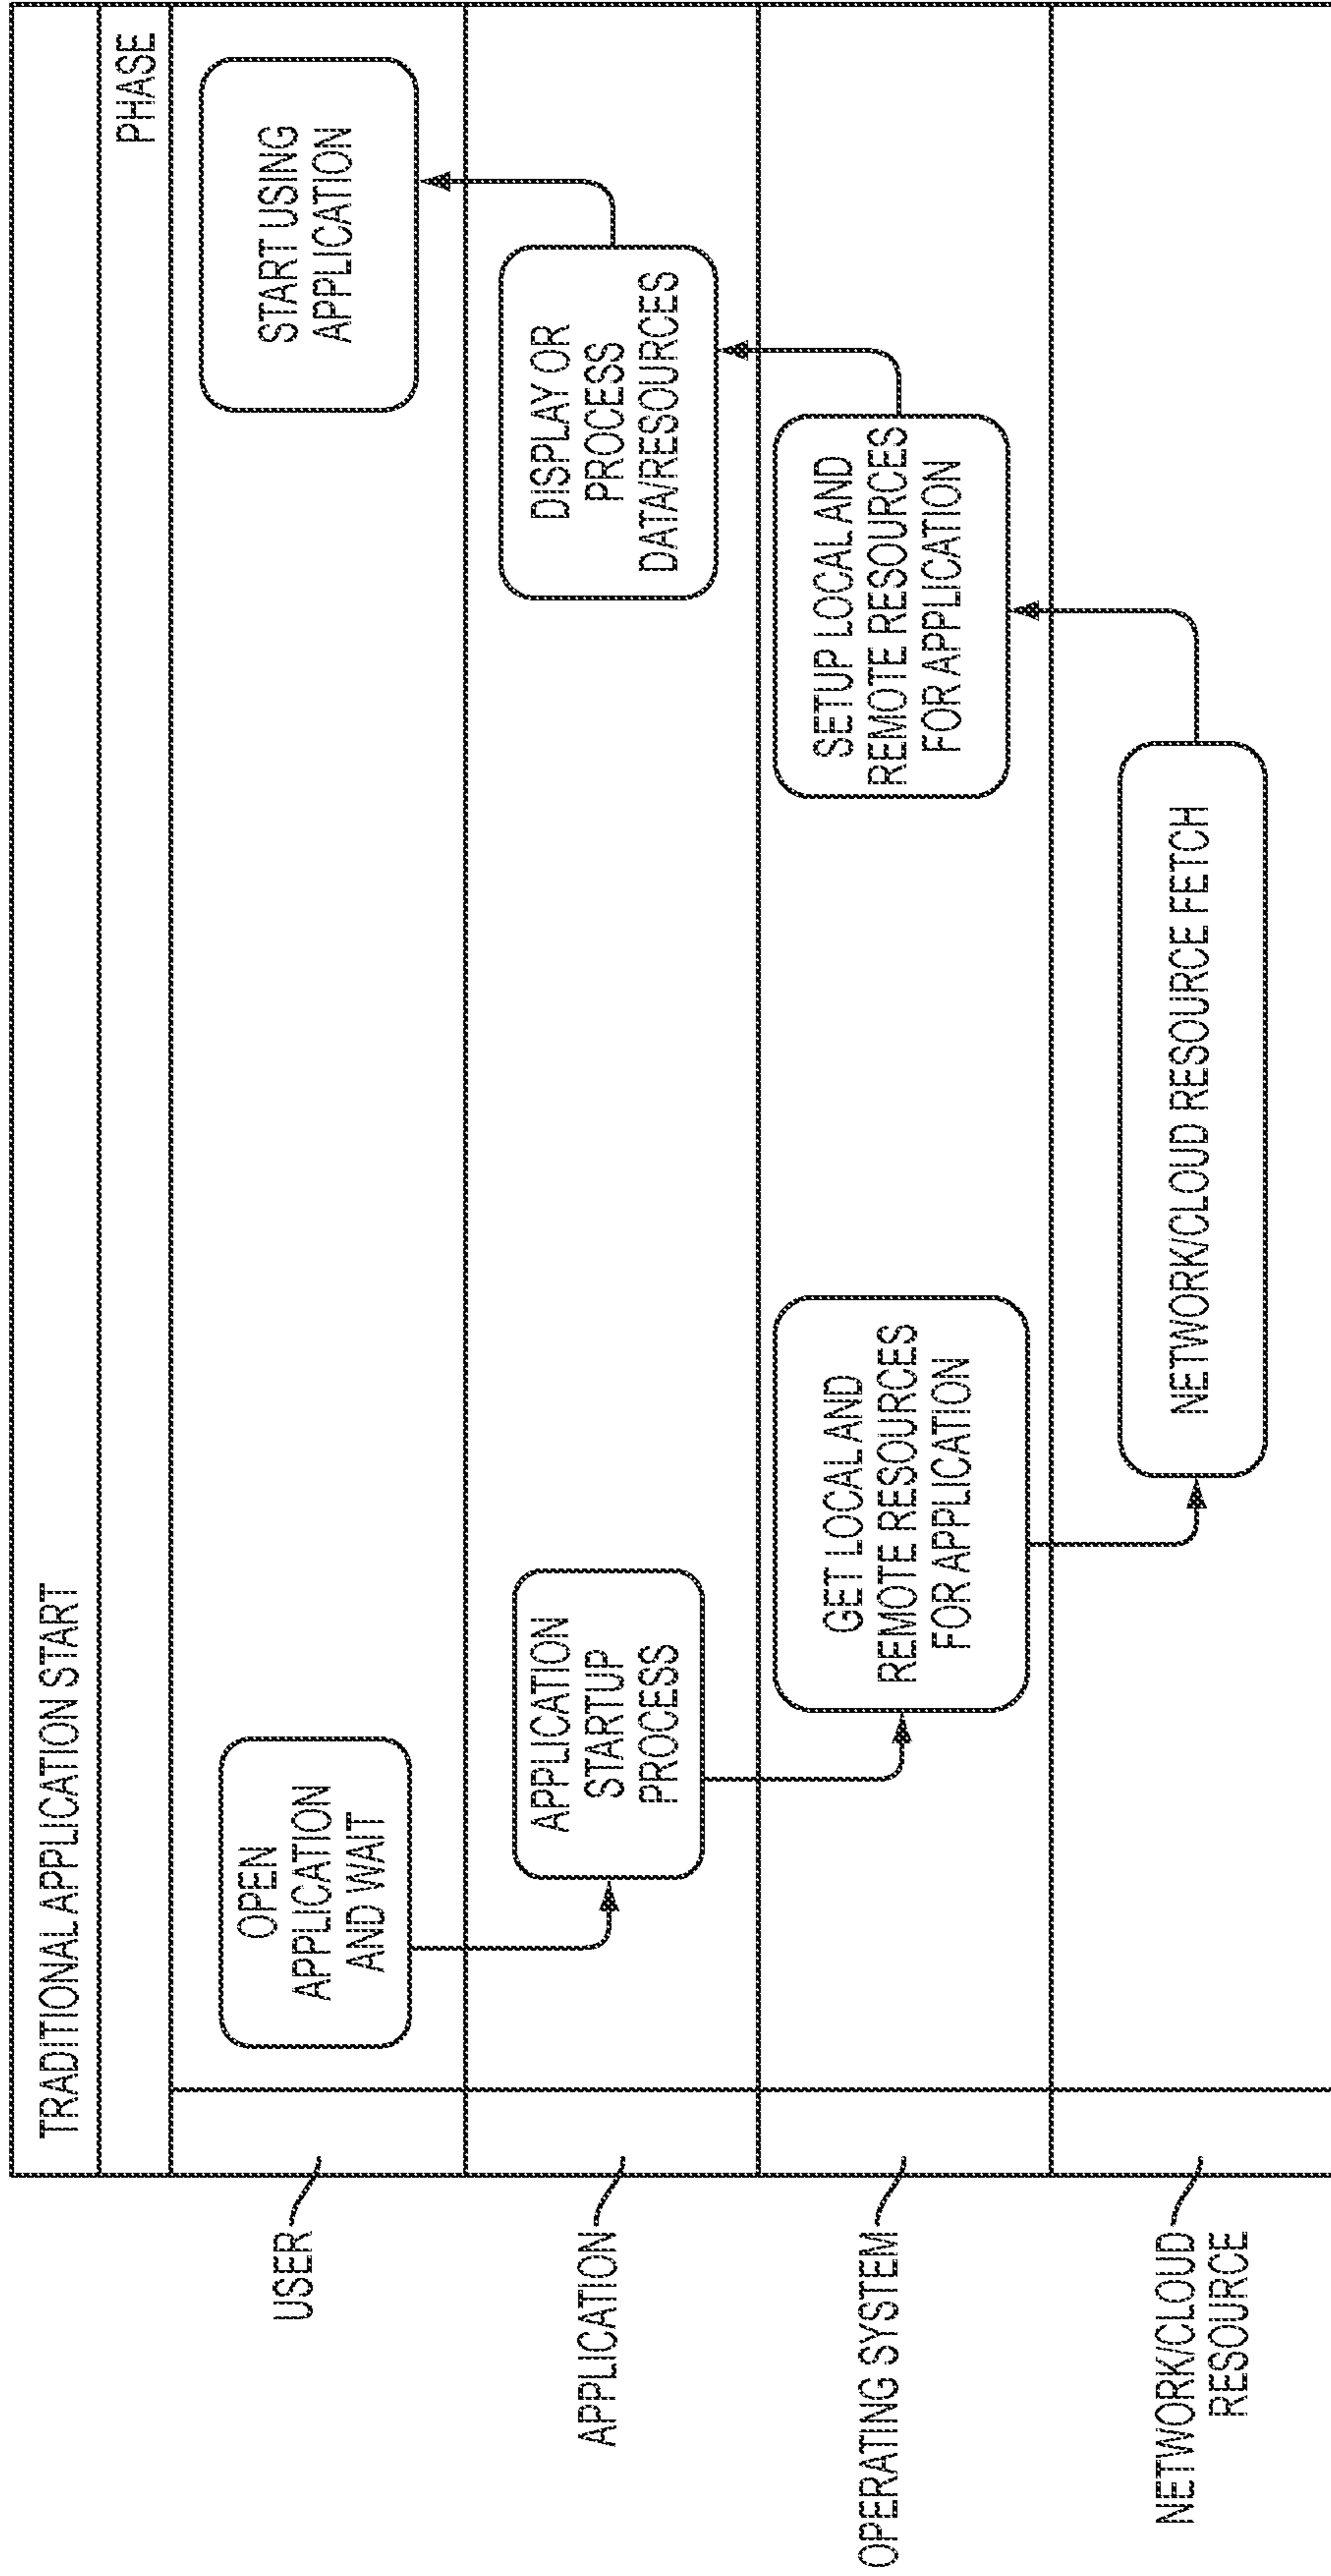 TRADITIONAL APPLICATION START
PHASE
USER
OPEN
APPLICATION
AND WAIT
START USING
APPLICATION
APPLICATION
APPLICATION
STARTUP
PROCESS
DISPLAY OR
PROCESS
DATA/RESOURCES
OPERATING SYSTEM
GET LOCAL AND
REMOTE RESOURCES
FOR APPLICATION
SETUP LOCAL AND
REMOTE RESOURCES
FOR APPLICATION
NETWORK/CLOUD
RESOURCE
NETWORK/CLOUD RESOURCE FETCH